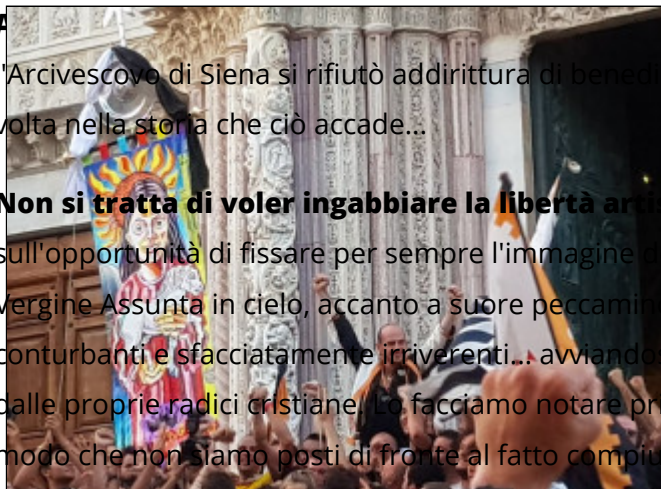 'Arcivescovo di Siena si rifiutò addirittura di benedi
volta nella storia che ciò accade...
Non si tratta di voler ingabbiare la libertà arti
sull'opportunità di fissare per sempre l'immagine d
Vergine Assunta in cielo, accanto a suore peccamin
conturbanti e sfacciatamente irriverenti... avviando
dalle proprie radici cristiane. Lo facciamo notare pr
modo che non siamo posti di fronte al fatto compiu